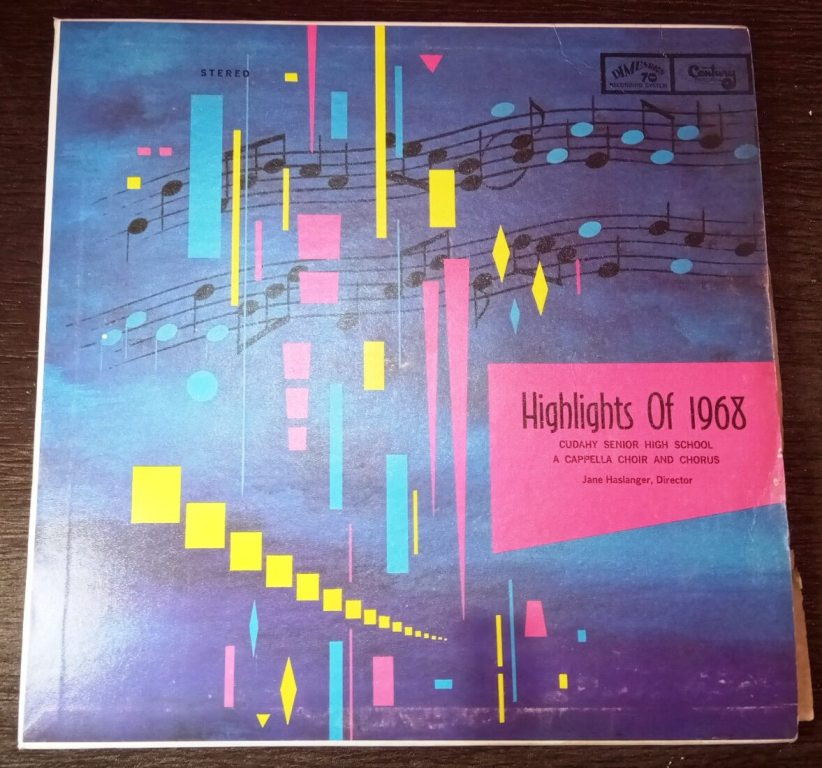 STEREO
DIMENSION
70
RECORDING SYSTEM
Century
Highlights Of 1968
CUDAHY SENIOR HIGH SCHOOL
A CAPPELLA CHOIR AND CHORUS
Jane Haslanger, Director